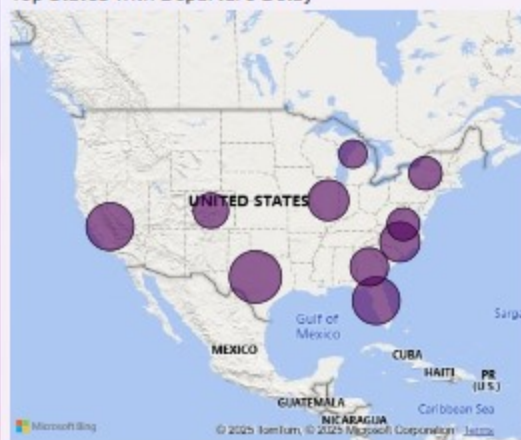 UNITED STATES
Gulf of
Mexico
MEXICO
CUBA
HAITI
PR
(U.S.)
GUATEMALA
Caribbean Sea
NICARAGUA
Microsoft Bing
© 2025 TomTom, © 2025 Microsoft Corporation Terms